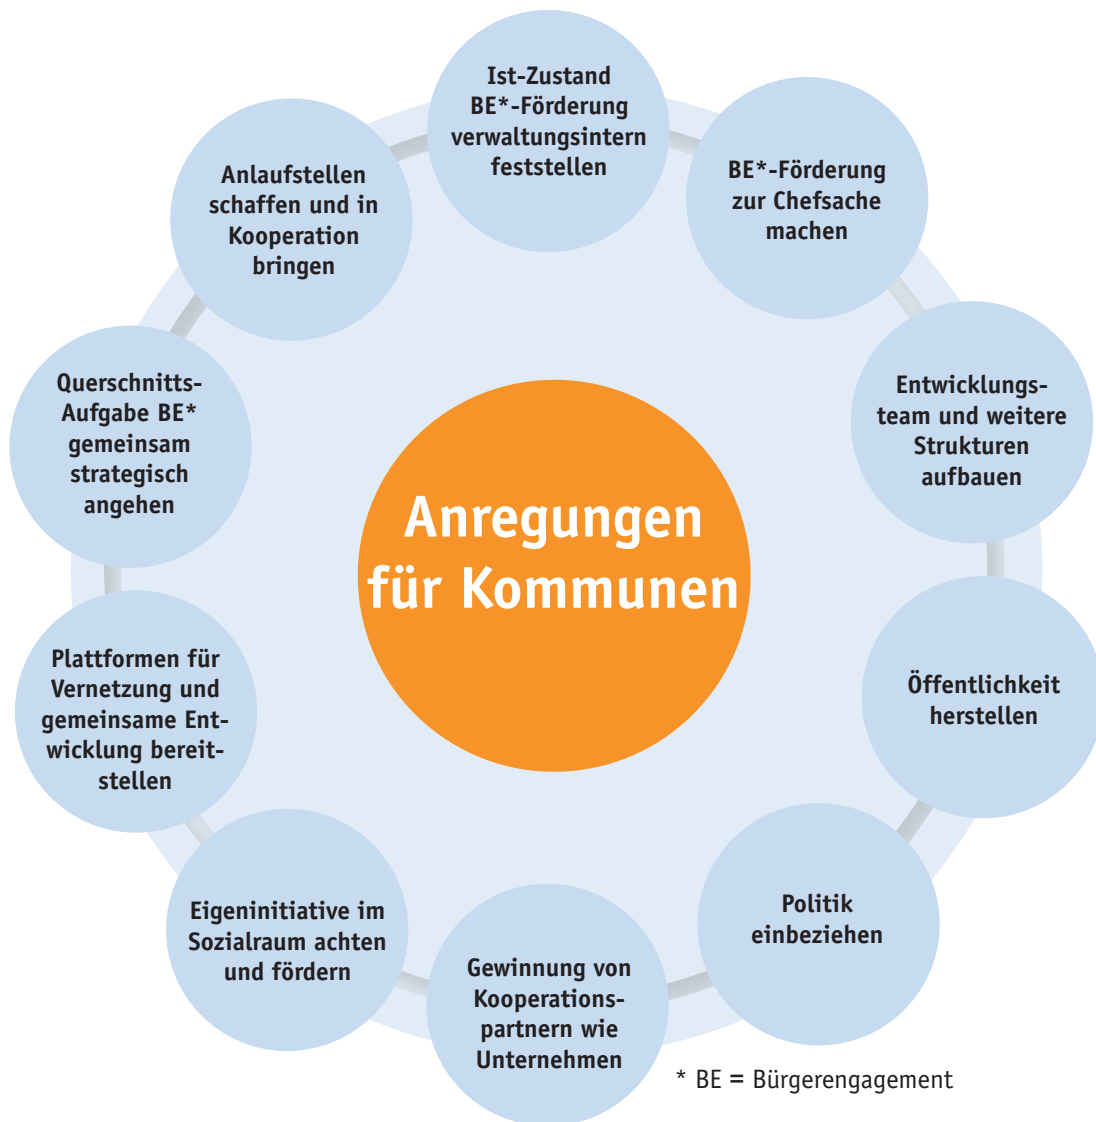 Ist-Zustand
BE*-Förderung
verwaltungsintern
feststellen
BE*-Förderung
zur Chefsache
machen
Entwicklungs-
team und weitere
Strukturen
aufbauen
Öffentlichkeit
herstellen
Politik
einbeziehen
Gewinnung von
Kooperations-
partnern wie
Unternehmen
Eigeninitiative im
Sozialraum achten
und fördern
Plattformen für
Vernetzung und
gemeinsame Ent-
wicklung bereit-
stellen
Querschnitts-
Aufgabe BE*
gemeinsam
strategisch
angehen
Anlaufstellen
schaffen und in
Kooperation
bringen
Anregungen
für Kommunen
* BE = Bürgerengagement